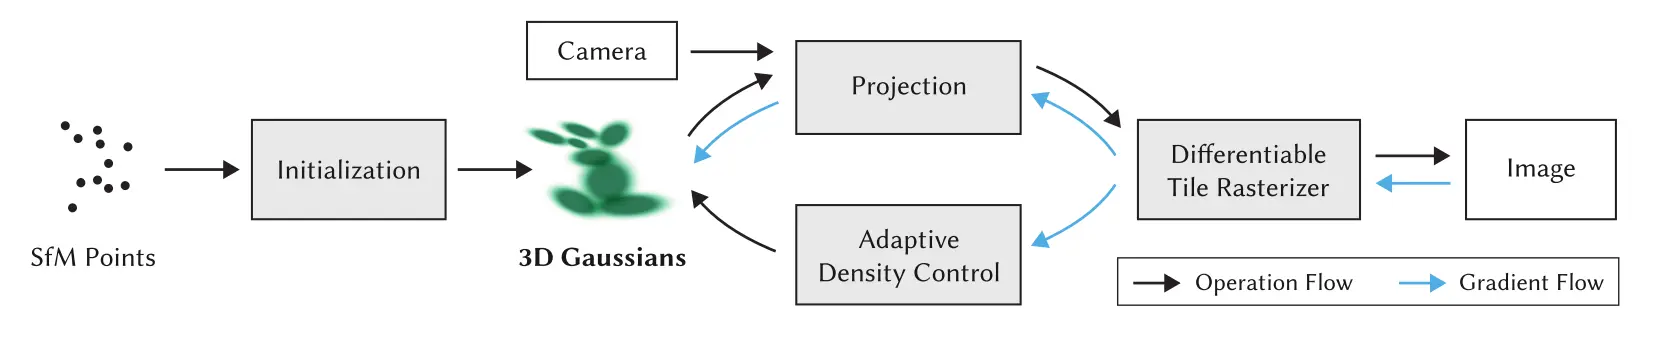 SfM Points
Initialization
3D Gaussians
Camera
Projection
Adaptive
Density Control
Differentiable
Tile Rasterizer
Image
Operation Flow
Gradient Flow